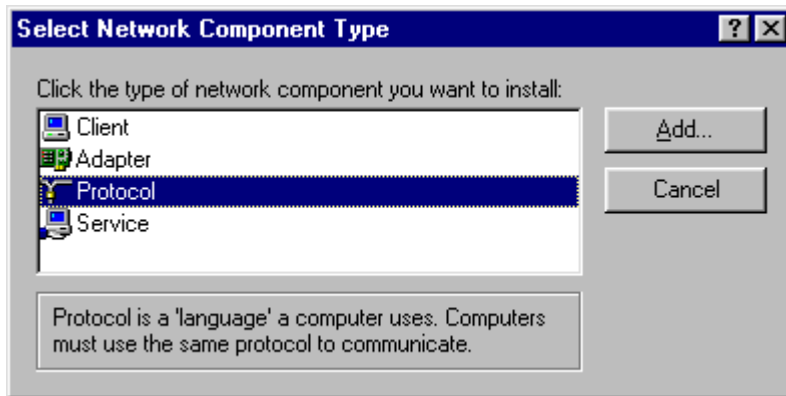 Select Network Component Type
Click the type of network component you want to install:
Client
Adapter
Protocol
Service
Add...
Cancel
Protocol is a 'language' a computer uses. Computers
must use the same protocol to communicate.